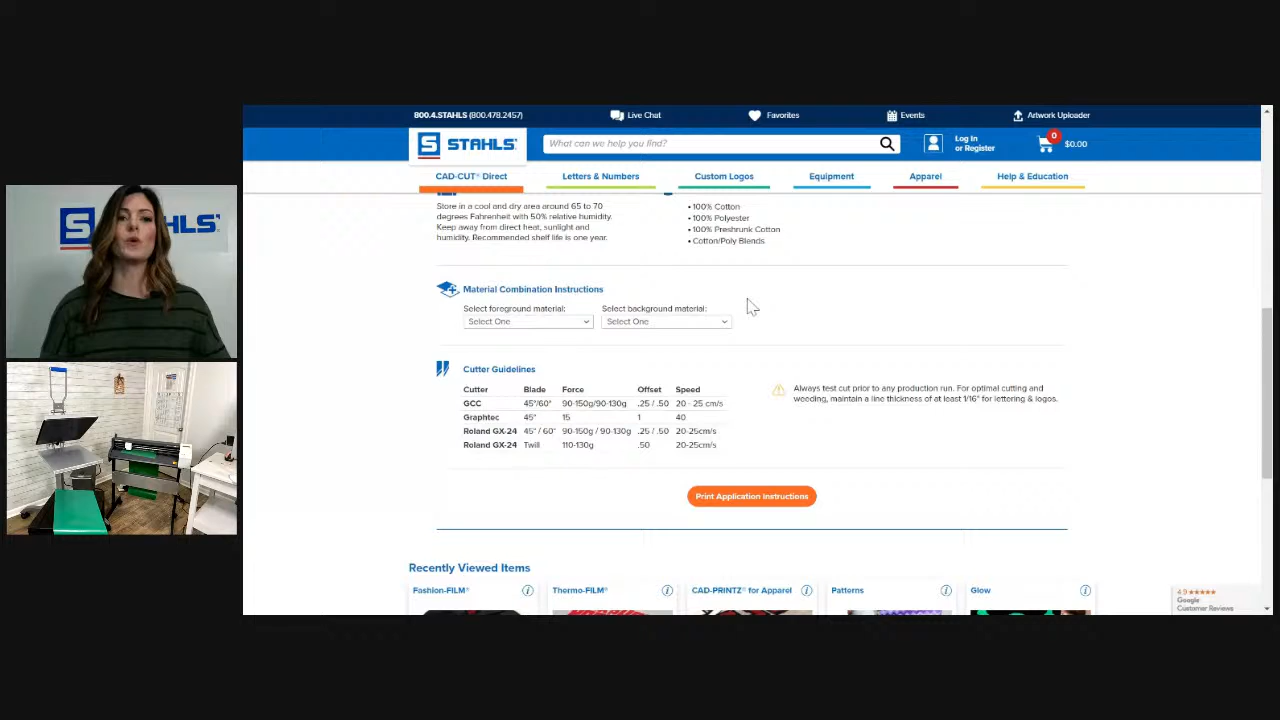 800.4.STAHLS (800.478.2457)
Live Chat
Favorites
Events
Artwork Uploader
STAHLS'
What can we help you find?
Log In
or Register
0
$0.00
CAD-CUT® Direct
Letters & Numbers
Custom Logos
Equipment
Apparel
Help & Education
Store in a cool and dry area around 65 to 70
degrees Fahrenheit with 50% relative humidity.
Keep away from direct heat, sunlight and
humidity. Recommended shelf life is one year.
• 100% Cotton
• 100% Polyester
• 100% Preshrunk Cotton
• Cotton/Poly Blends
Material Combination Instructions
Select foreground material:
Select One
Select background material:
Select One
Cutter Guidelines
Cutter Blade Force Offset Speed
GCC 45°/60° 90-150g/90-130g .25 / .50 20 - 25 cm/s
Graphtec 45° 15 1 40
Roland GX-24 45° / 60° 90-150g / 90-130g .25 / .50 20-25cm/s
Roland GX-24 Twill 110-130g .50 20-25cm/s
Always test cut prior to any production run. For optimal cutting and
weeding, maintain a line thickness of at least 1/16" for lettering & logos.
Print Application Instructions
Recently Viewed Items
Fashion-FILM®
Thermo-FILM®
CAD-PRINTZ® for Apparel
Patterns
Glow
4.9 ★★★★★
Google
Customer Reviews